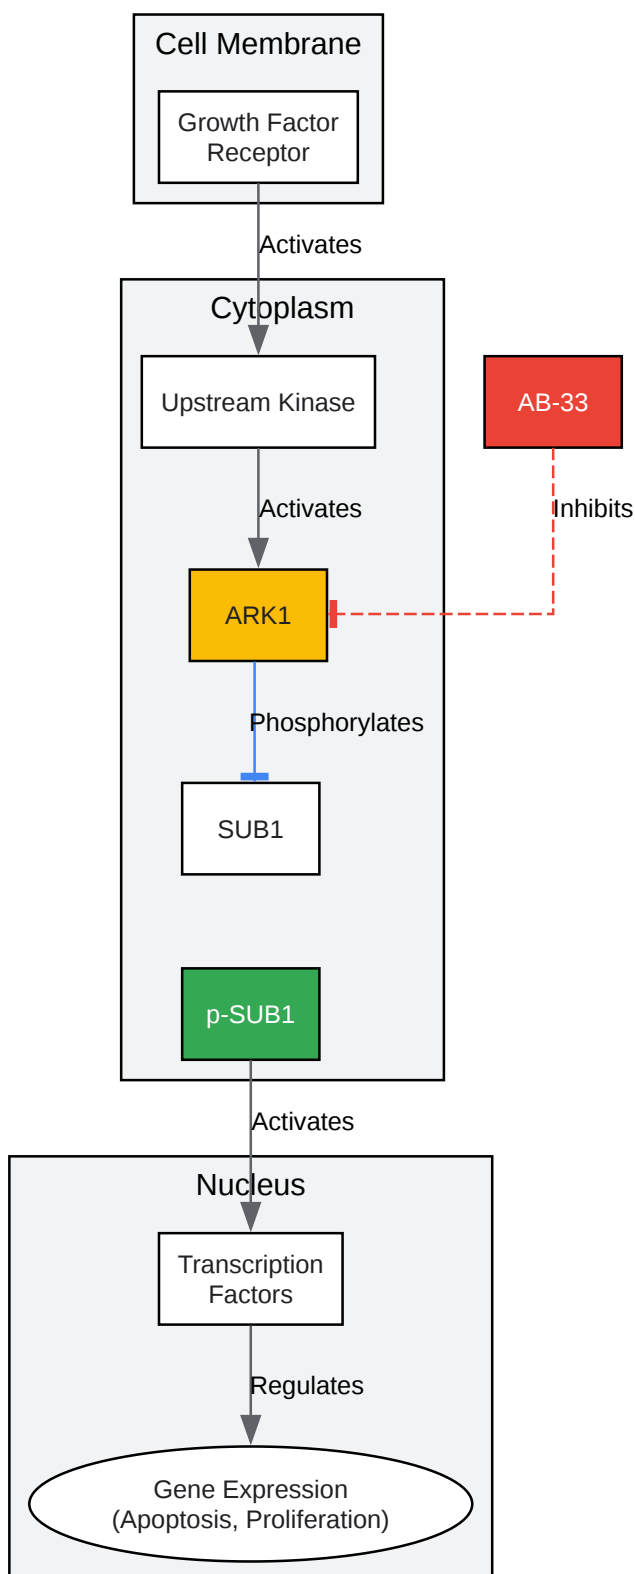 Cell Membrane
Growth Factor
Receptor
Activates
Cytoplasm
Upstream Kinase
AB-33
Activates
Inhibits
ARK1
Phosphorylates
SUB1
p-SUB1
Activates
Nucleus
Transcription
Factors
Regulates
Gene Expression
(Apoptosis, Proliferation)